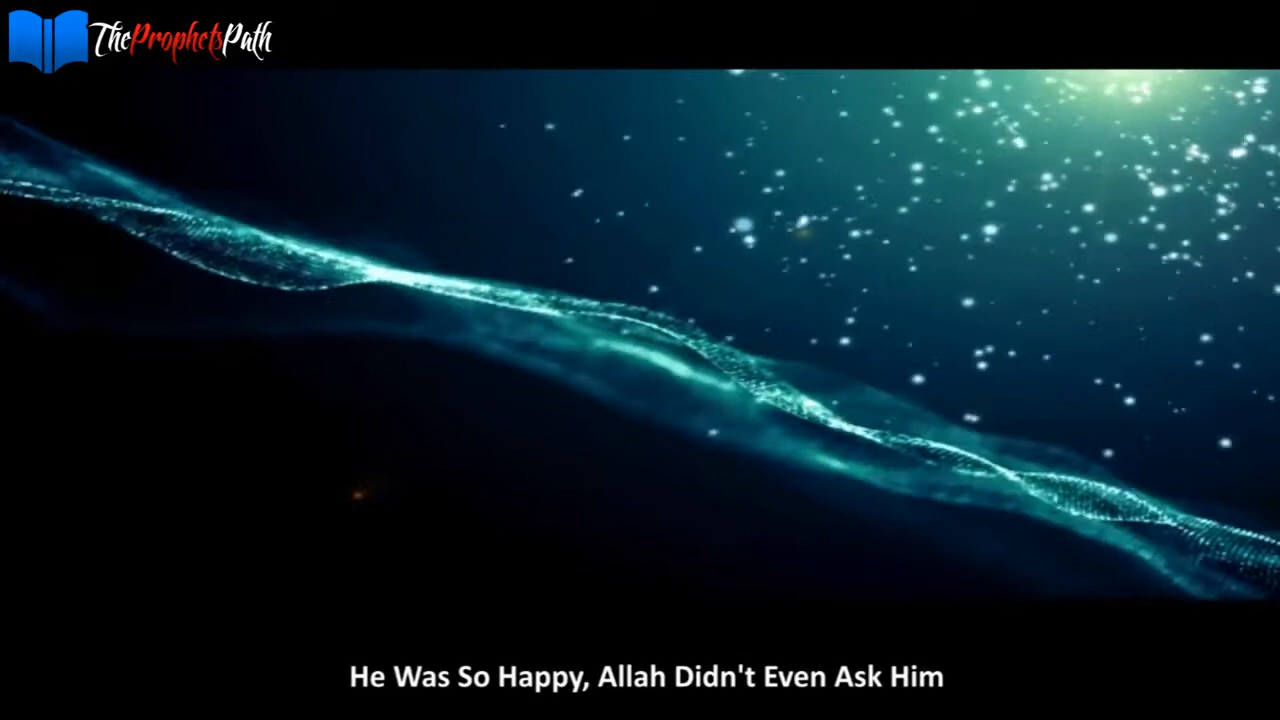 TheProphetsPath
He Was So Happy, Allah Didn't Even Ask Him